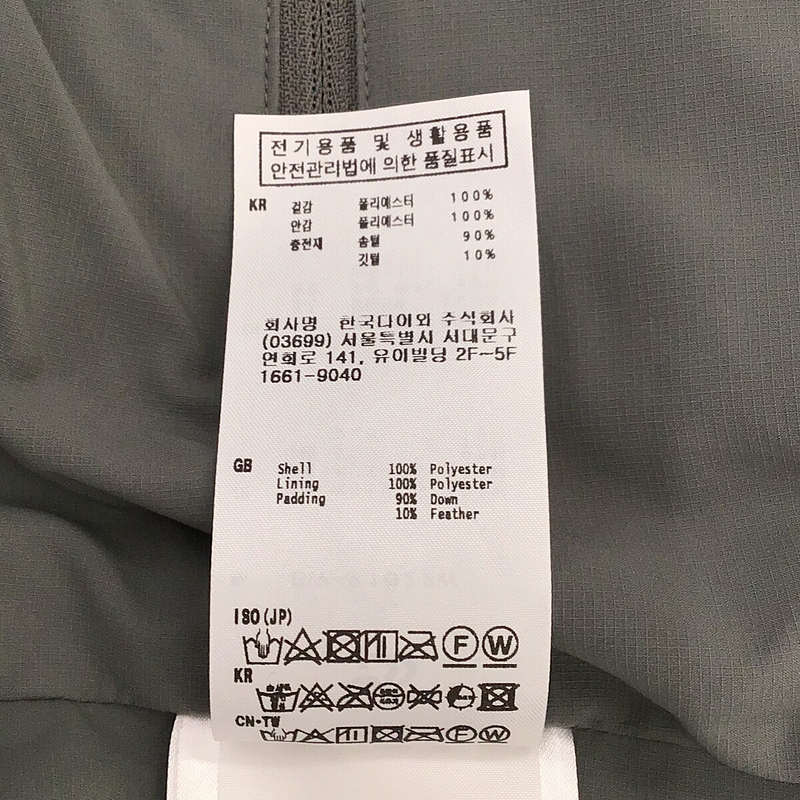 전기용품 및 생활용품
안전관리법에 의한 품질표시
KR 겉감 폴리에스터 100%
안감 폴리에스터 100%
충전재 솜털 90%
깃털 10%
회사명 한국다이와 주식회사
(03699) 서울특별시 서대문구
연희로 141, 유이빌딩 2F~5F
1661-9040
GB Shell 100% Polyester
Lining 100% Polyester
Padding 90% Down
10% Feather
ISO(JP)
F W
KR
CN·TW
F W